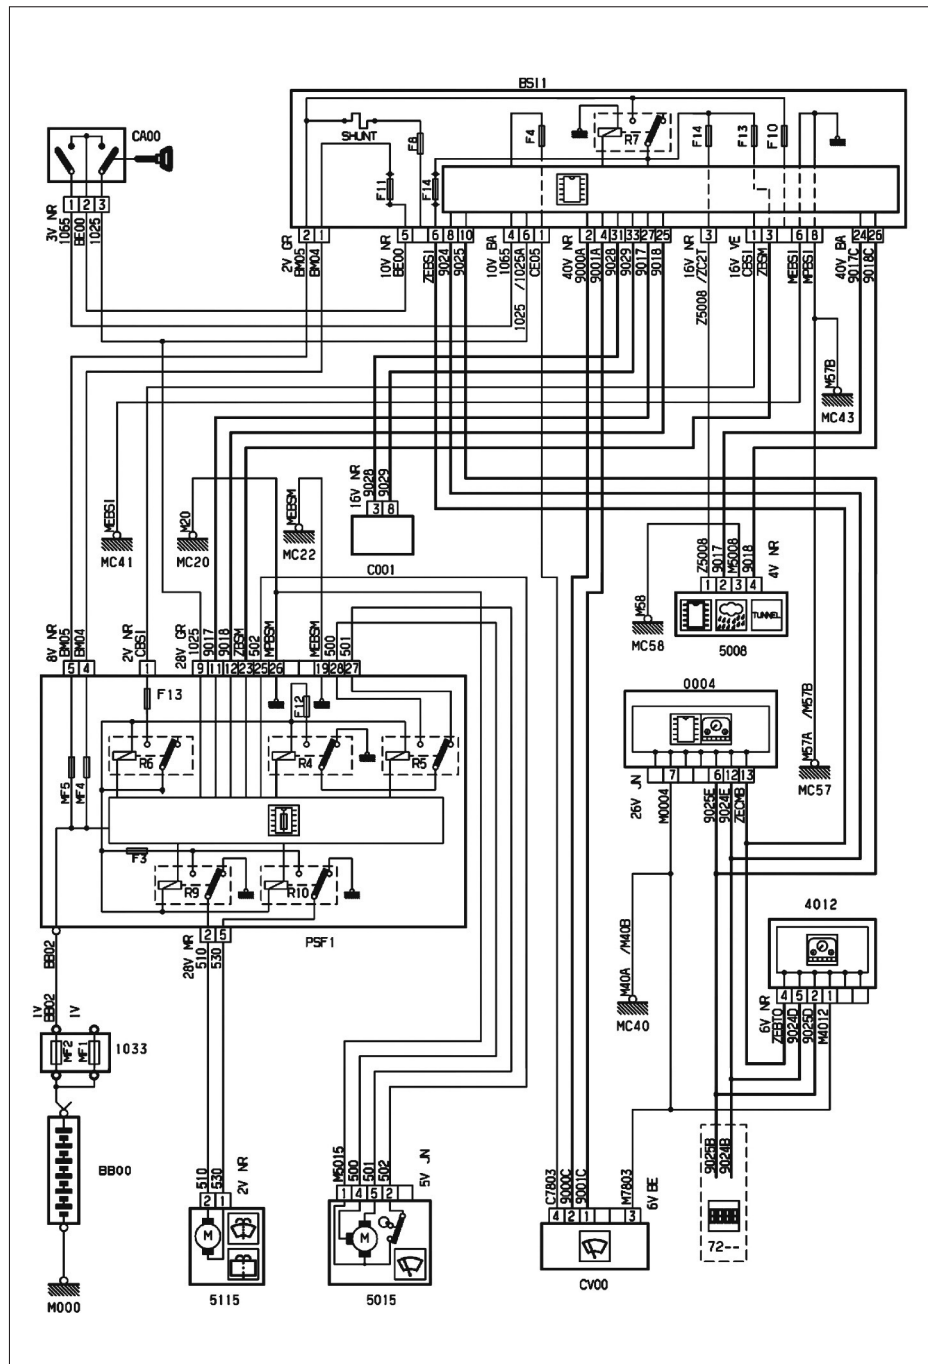 BSI1
CA00
SHUNT
F8
F4
R7
F14
F13
F10
F11
F14
1 2 3
3V NR
1065
BE00
1025
2 1
5
6 8 10
4 6 1
2 4 31 33 27 25
3
1 3
6 8
24 26
2V GR
BM05
BM04
10V NR
BE00
ZEBSI
9024
9025
10V BA
1065
1025 /1025A
CE05
40V NR
9000A
9001A
9028
9029
9017
9018
16V NR
Z5008 /ZC2T
16V VE
CBSI
ZBSM
MEBSI
MPBSI
40V BA
9017C
9018C
M57B
MC43
MEBSI
MC41
M20
MC20
MEBSM
MC22
16V NR
9028
9029
3 8
C001
M58
MC58
Z5008
9017
M5008
9018
4V NR
1 2 3 4
TUNNEL
5008
8V NR
BM05
BM04
2V NR
CBSI
28V GR
1025
9017
9018
ZBSM
502
MPBSM
MEBSM
500
501
5 4
1
9 11 12 23 25 26
19 28 27
F13
F12
R6
R4
R5
MF5
MF4
F3
R9
R10
2 5
PSF1
28V MR
510
530
0004
7
6 12 13
26V JN
M0004
9025E
9024E
ZECMB
M57A /M57B
MC57
M40A /M40B
MC40
4012
4 5 2 1
6V NR
ZEBTO
9024D
9025D
M4012
BB02
1V
BB02
1V
MF2
MF1
1033
BB00
M000
510
530
2V NR
2 1
M
5115
M5015
500
501
502
5V JN
1 4 5 2
M
5015
C7803
9000C
9001C
M7803
6V BE
4 2 1
3
CV00
9025B
9024B
72--